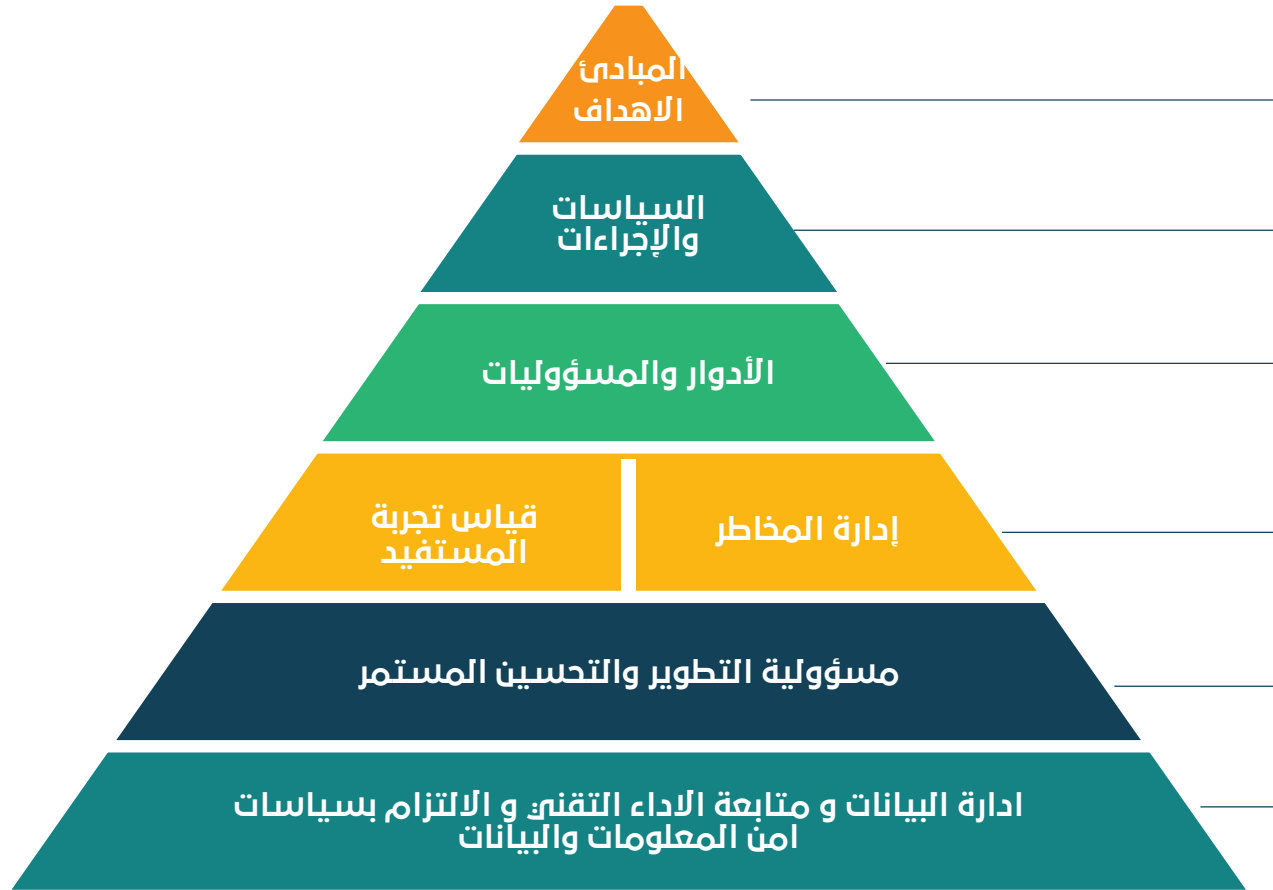 المبادئ
الاهداف
السياسات
والإجراءات
الأدوار والمسؤوليات
إدارة المخاطر
قياس تجربة
المستفيد
مسؤولية التطوير والتحسين المستمر
ادارة البيانات و متابعة الاداء التقني و الالتزام بسياسات
امن المعلومات والبيانات